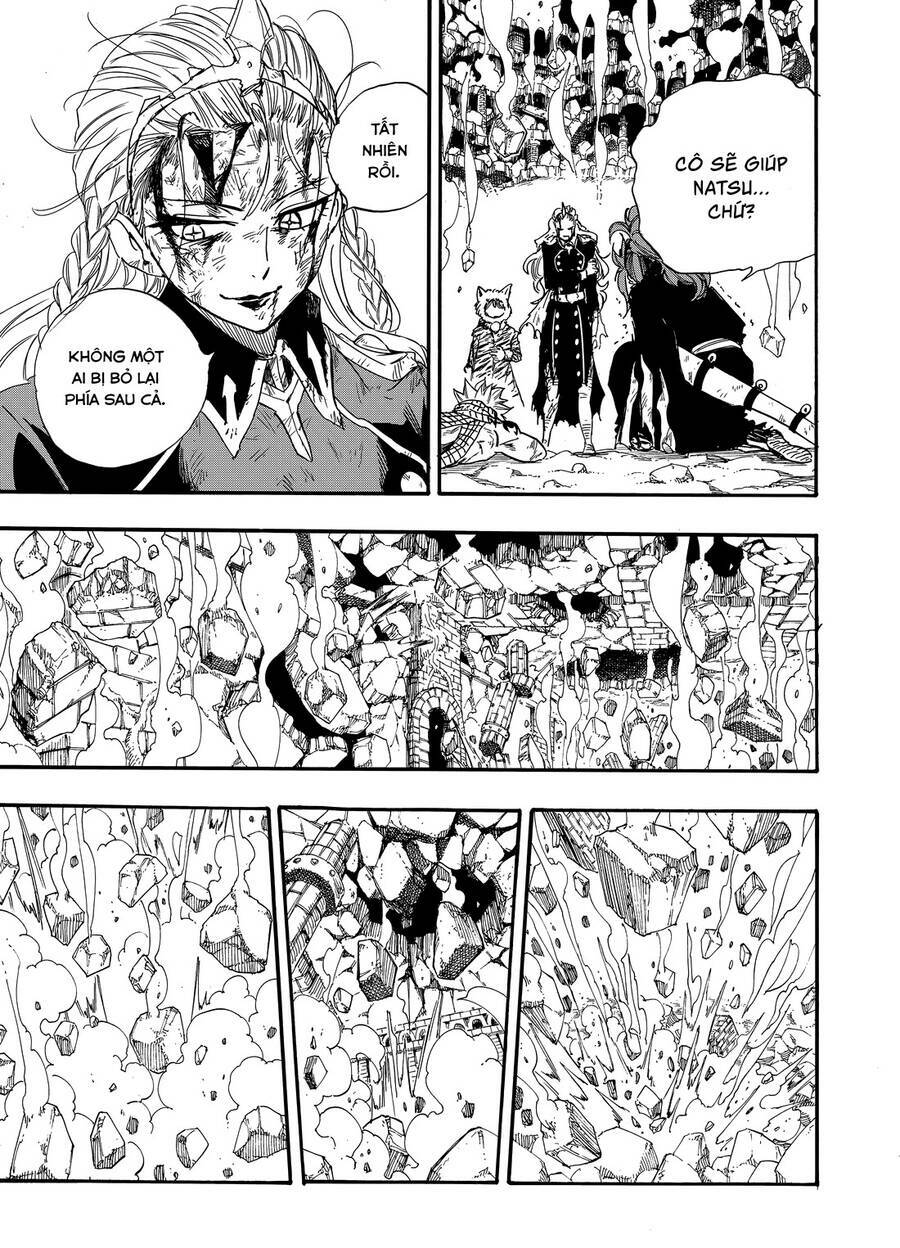 CÔ SẼ GIÚP
NATSU...
CHỨ?
TẤT
NHIÊN
RỒI.
KHÔNG MỘT
AI BỊ BỎ LẠI
PHÍA SAU CẢ.